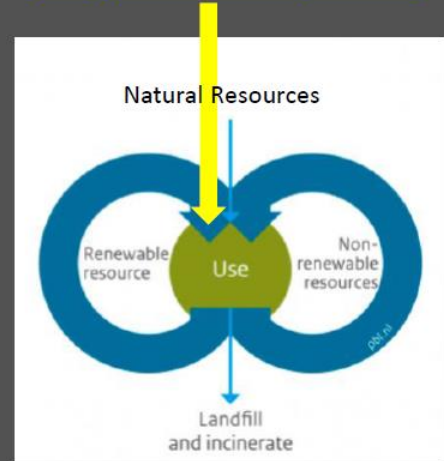 Natural Resources
Renewable
resource
Use
Non-
renewable
resources
pbl.nl
Landfill
and incinerate